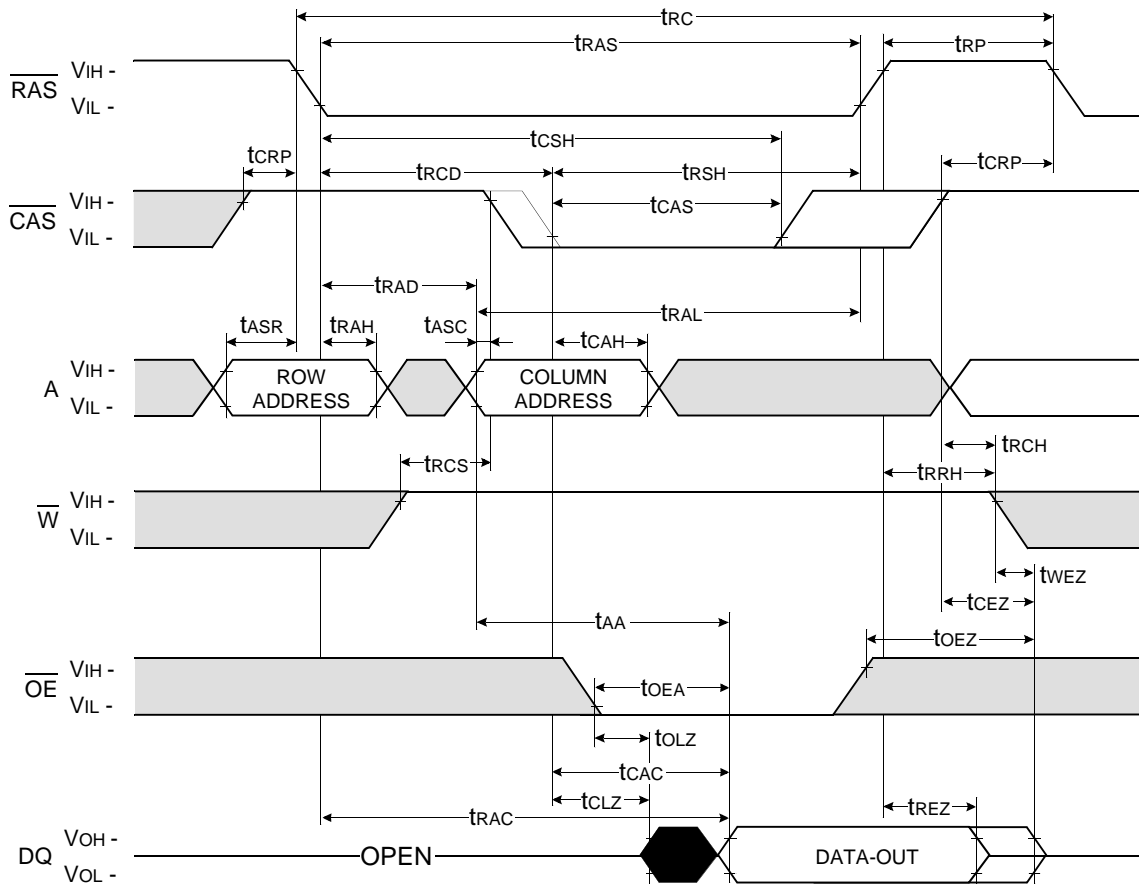 tRC
tRAS
tRP
RAS
VIH -
VIL -
tCSH
tCRP
tRCD
tRSH
tCRP
CAS
VIH -
VIL -
tCAS
tRAD
tRAL
tASR
tRAH
tASC
tCAH
A
VIH -
VIL -
ROW
ADDRESS
COLUMN
ADDRESS
tRCS
tRCH
tRRH
W
VIH -
VIL -
tWEZ
tCEZ
tAA
tOEZ
OE
VIH -
VIL -
tOEA
tOLZ
tCAC
tCLZ
tRAC
tREZ
DQ
VOH -
VOL -
OPEN
DATA-OUT